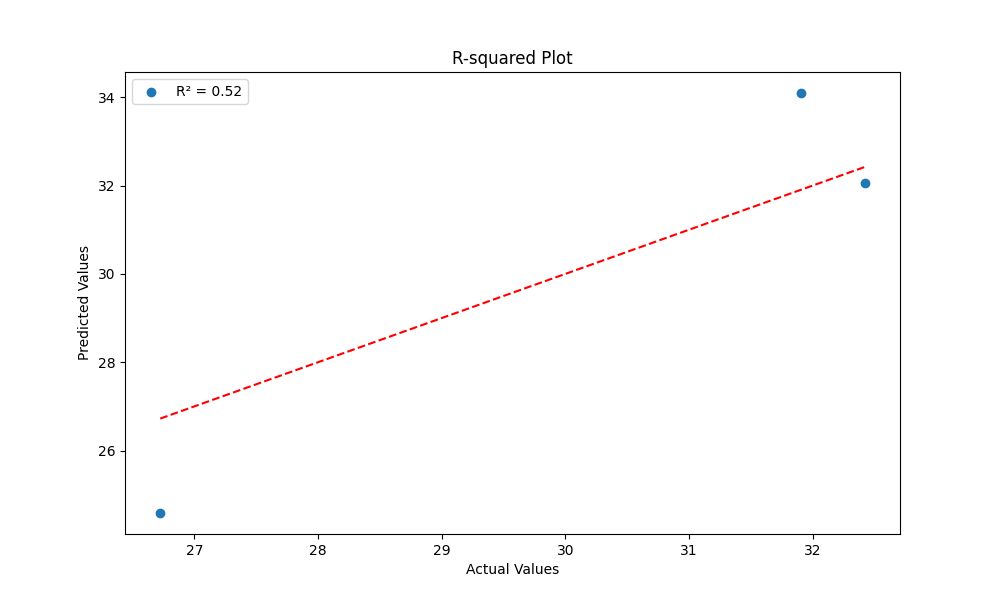 R-squared Plot
R² = 0.52
34
32
30
28
26
Predicted Values
27 28 29 30 31 32
Actual Values